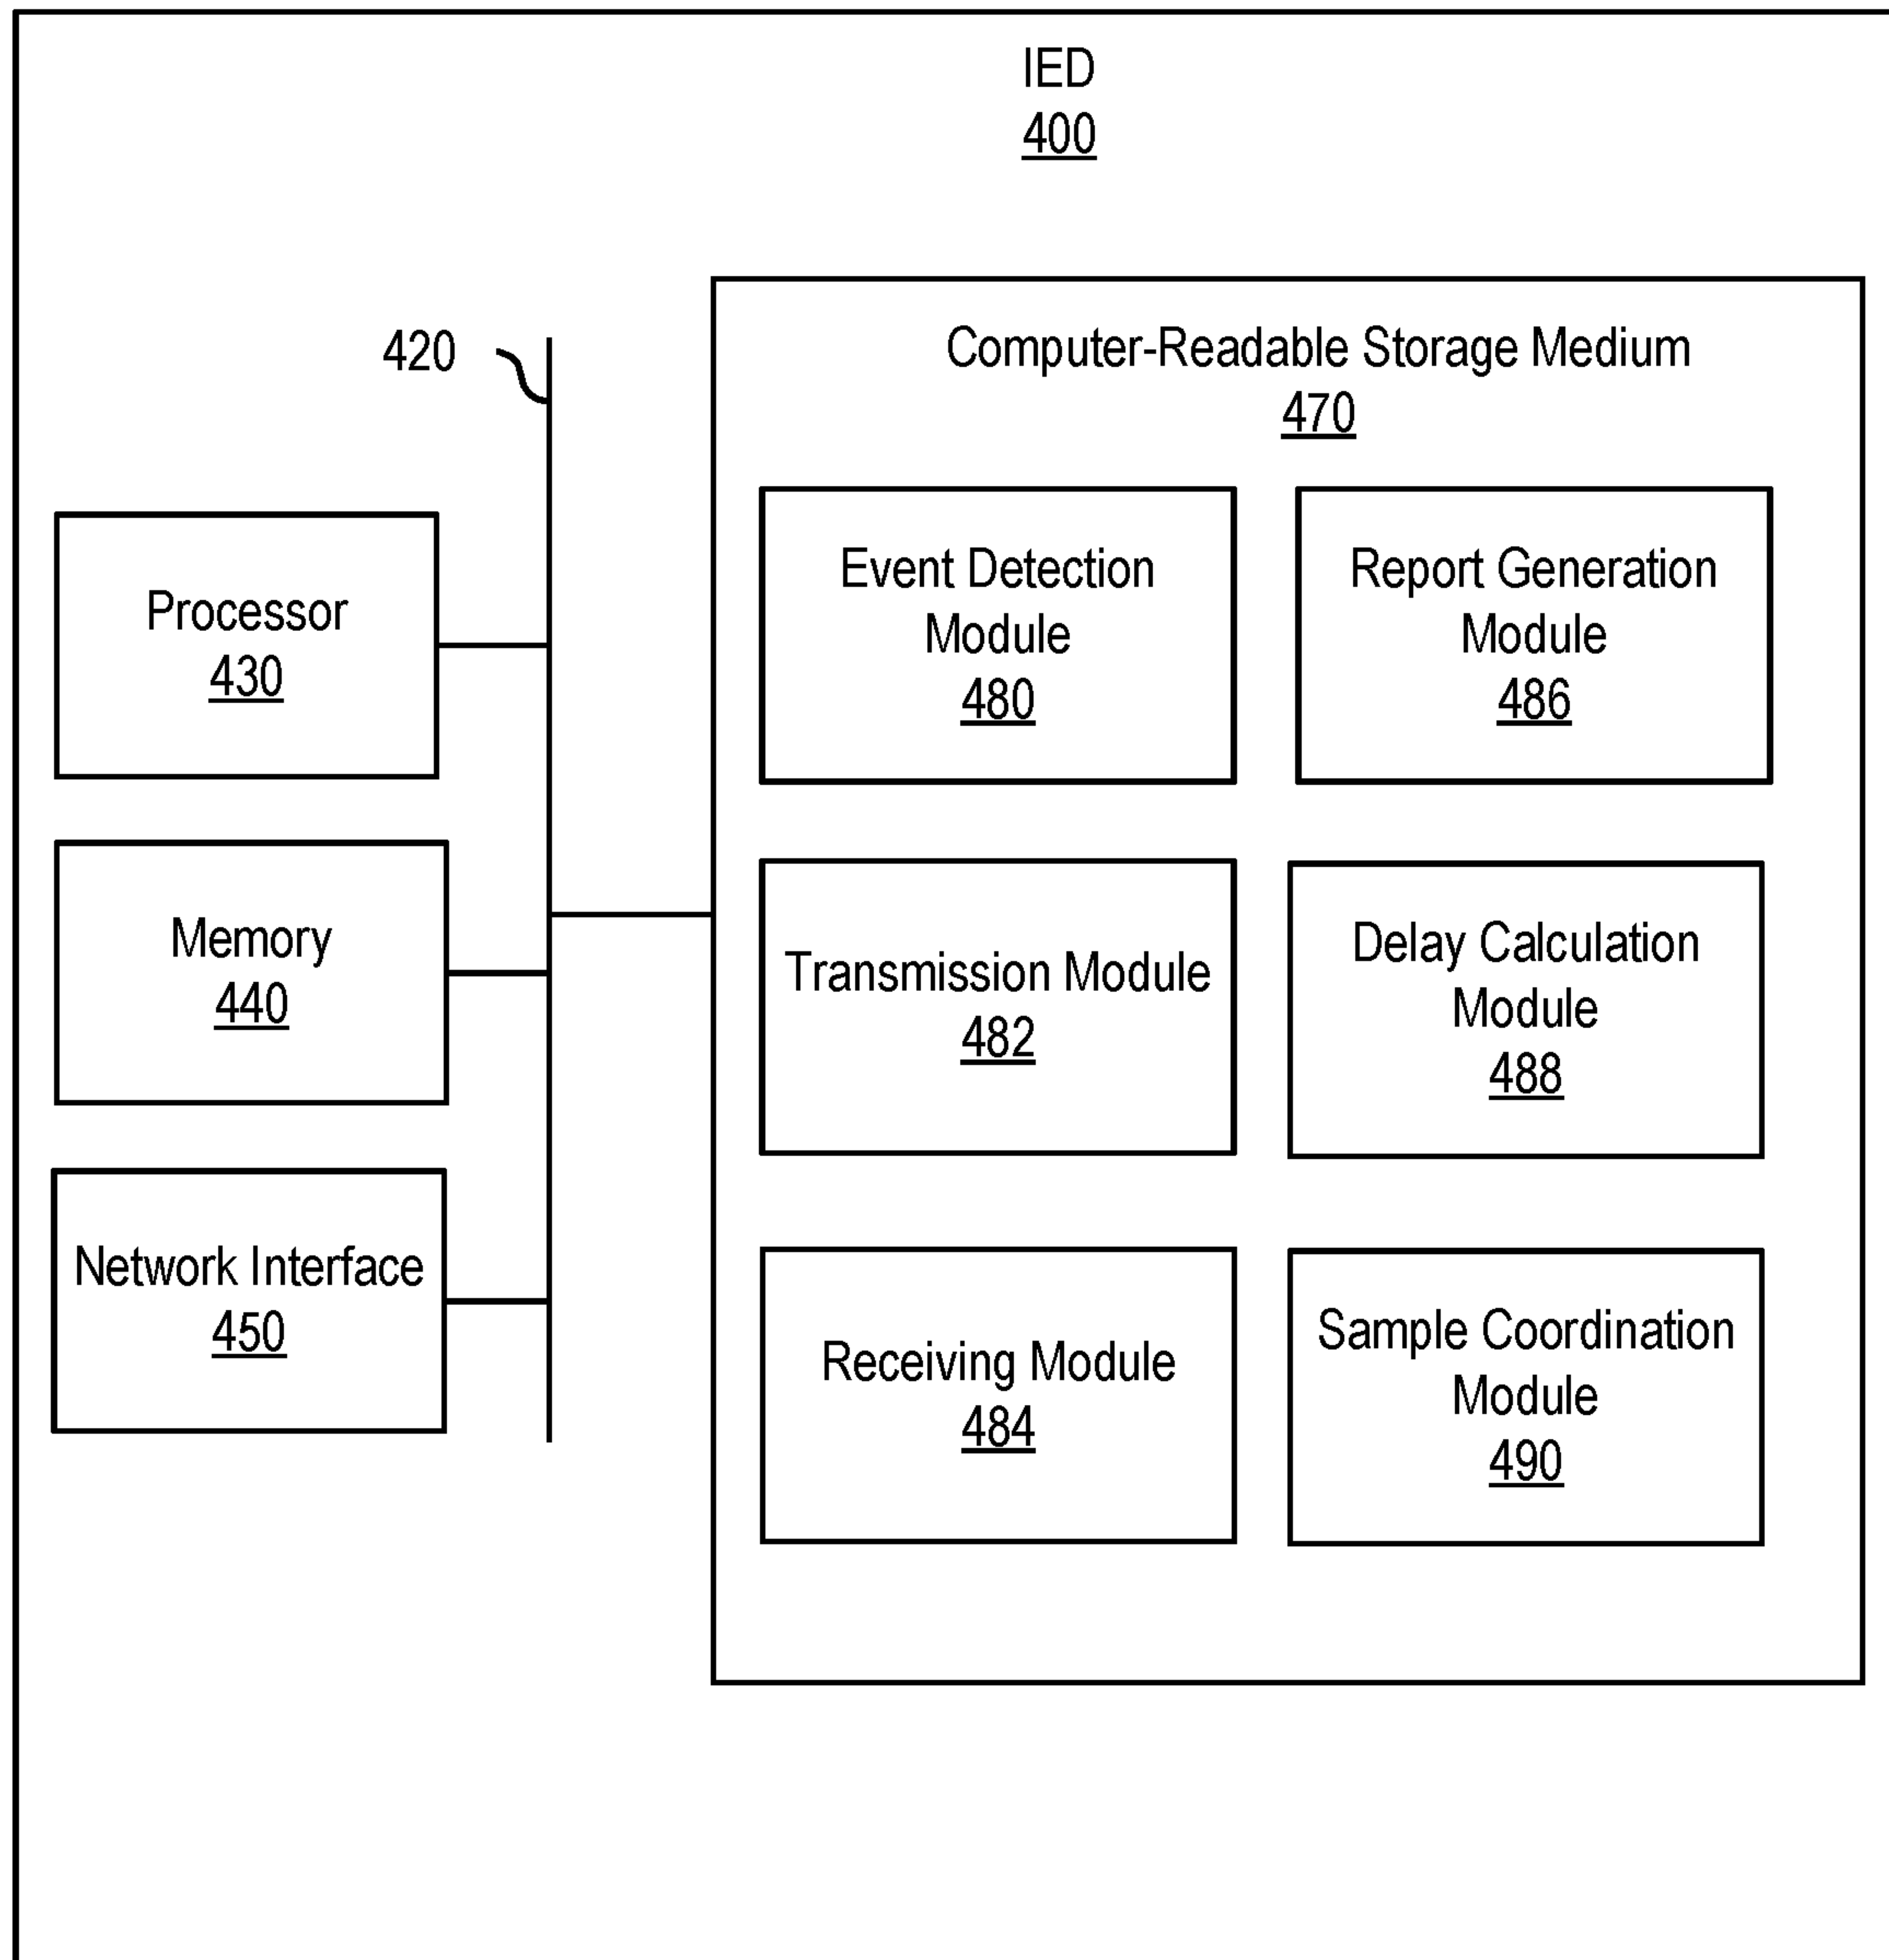 IED
400
420
Computer-Readable Storage Medium
470
Processor
430
Memory
440
Network Interface
450
Event Detection
Module
480
Report Generation
Module
486
Transmission Module
482
Delay Calculation
Module
488
Receiving Module
484
Sample Coordination
Module
490